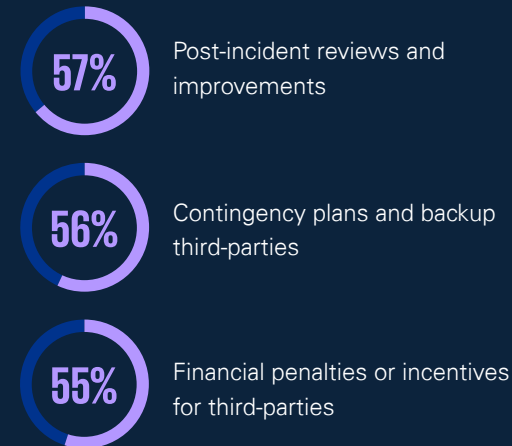 57%
Post-incident reviews and
improvements
56%
Contingency plans and backup
third-parties
55%
Financial penalties or incentives
for third-parties